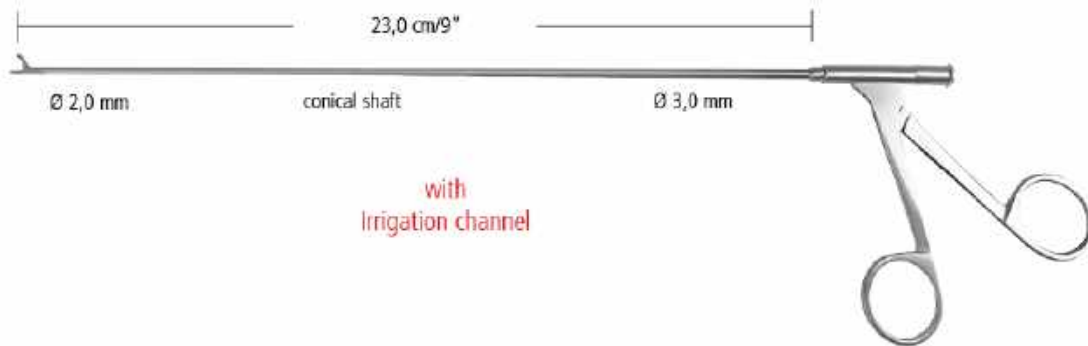 23,0 cm/9"
Ø 2,0 mm
conical shaft
Ø 3,0 mm
with
Irrigation channel